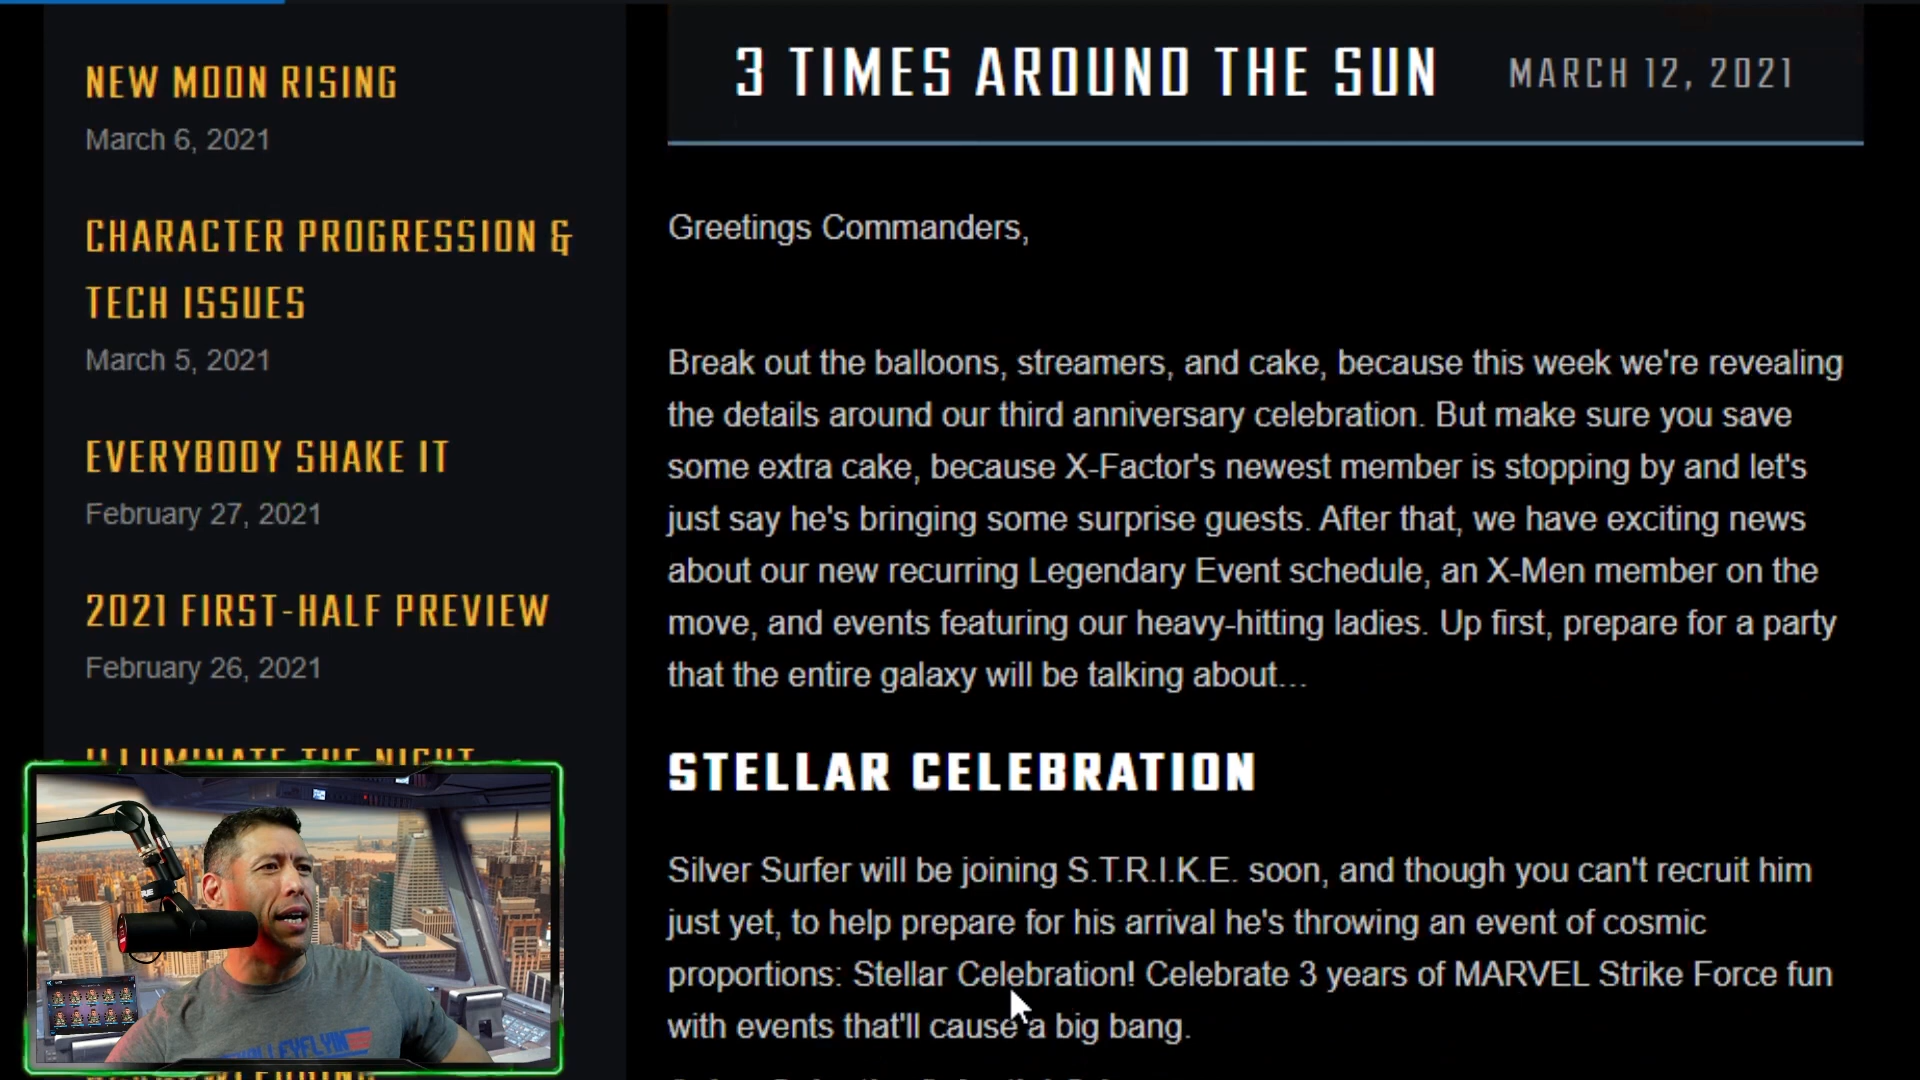 NEW MOON RISING
March 6, 2021
CHARACTER PROGRESSION &
TECH ISSUES
March 5, 2021
EVERYBODY SHAKE IT
February 27, 2021
2021 FIRST-HALF PREVIEW
February 26, 2021
ILLUMINATE THE NIGHT
3 TIMES AROUND THE SUN
MARCH 12, 2021
Greetings Commanders,
Break out the balloons, streamers, and cake, because this week we're revealing
the details around our third anniversary celebration. But make sure you save
some extra cake, because X-Factor's newest member is stopping by and let's
just say he's bringing some surprise guests. After that, we have exciting news
about our new recurring Legendary Event schedule, an X-Men member on the
move, and events featuring our heavy-hitting ladies. Up first, prepare for a party
that the entire galaxy will be talking about...
STELLAR CELEBRATION
Silver Surfer will be joining S.T.R.I.K.E. soon, and though you can't recruit him
just yet, to help prepare for his arrival he's throwing an event of cosmic
proportions: Stellar Celebration! Celebrate 3 years of MARVEL Strike Force fun
with events that'll cause a big bang.